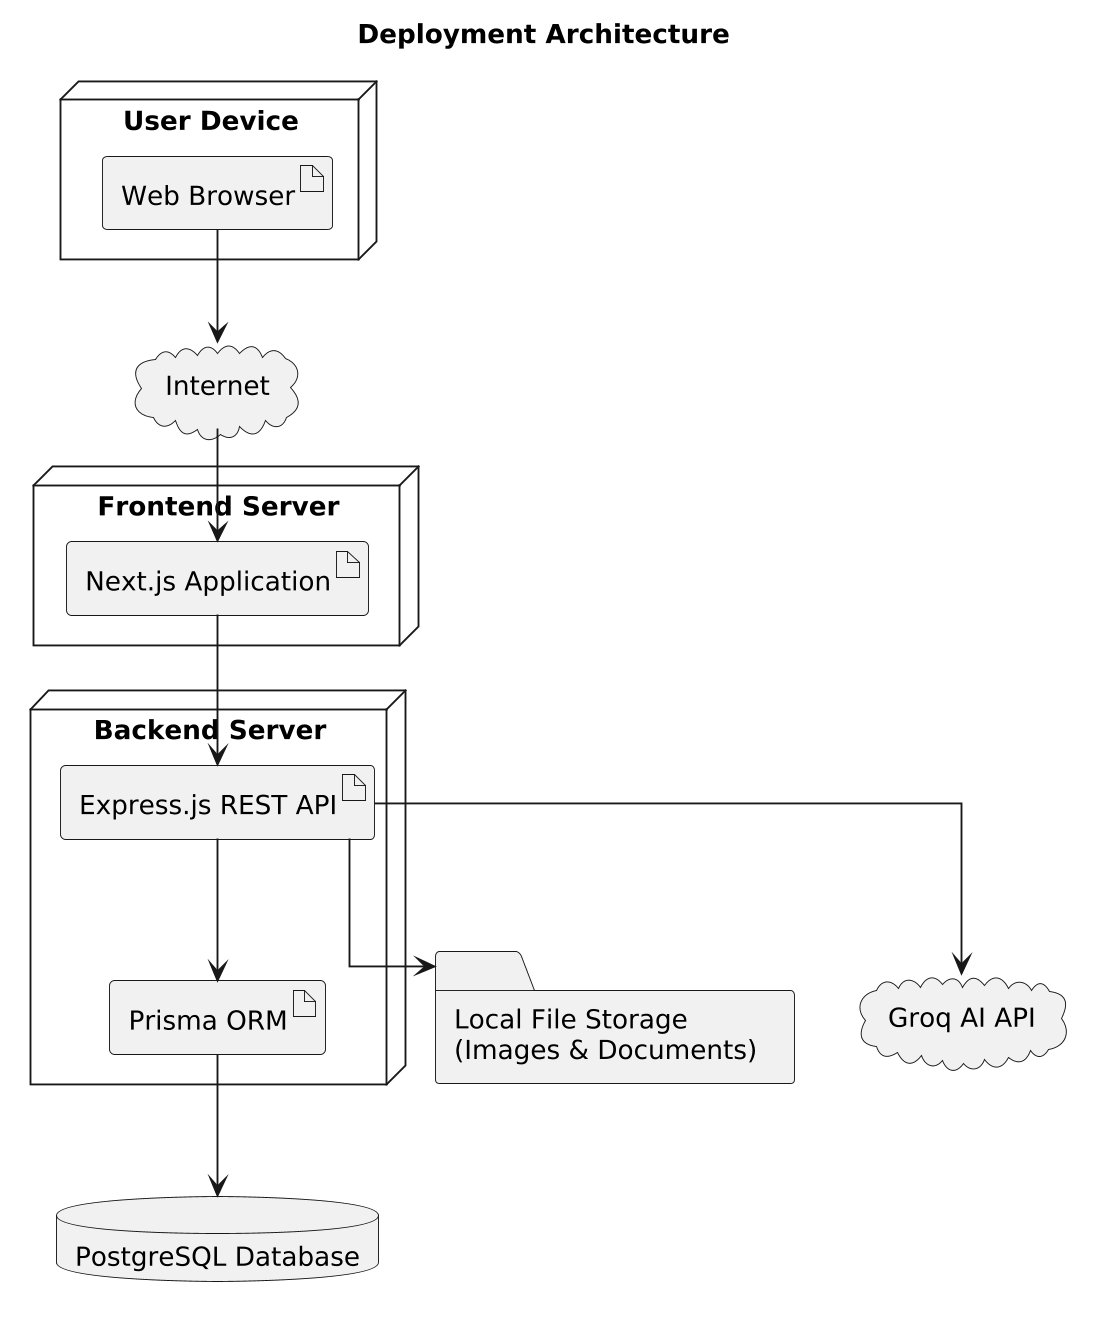 Deployment Architecture
User Device
Web Browser
Internet
Frontend Server
Next.js Application
Backend Server
Express.js REST API
Prisma ORM
Local File Storage
(Images & Documents)
Groq AI API
PostgreSQL Database